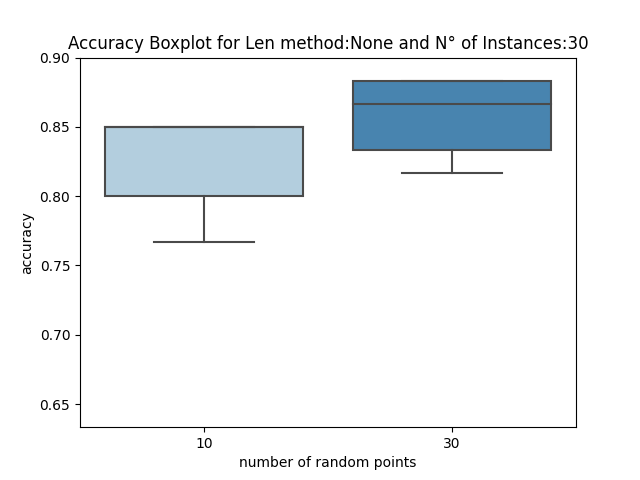 Accuracy Boxplot for Len method:None and N° of Instances:30
0.90
0.85
0.80
0.75
0.70
0.65
accuracy
10
30
number of random points